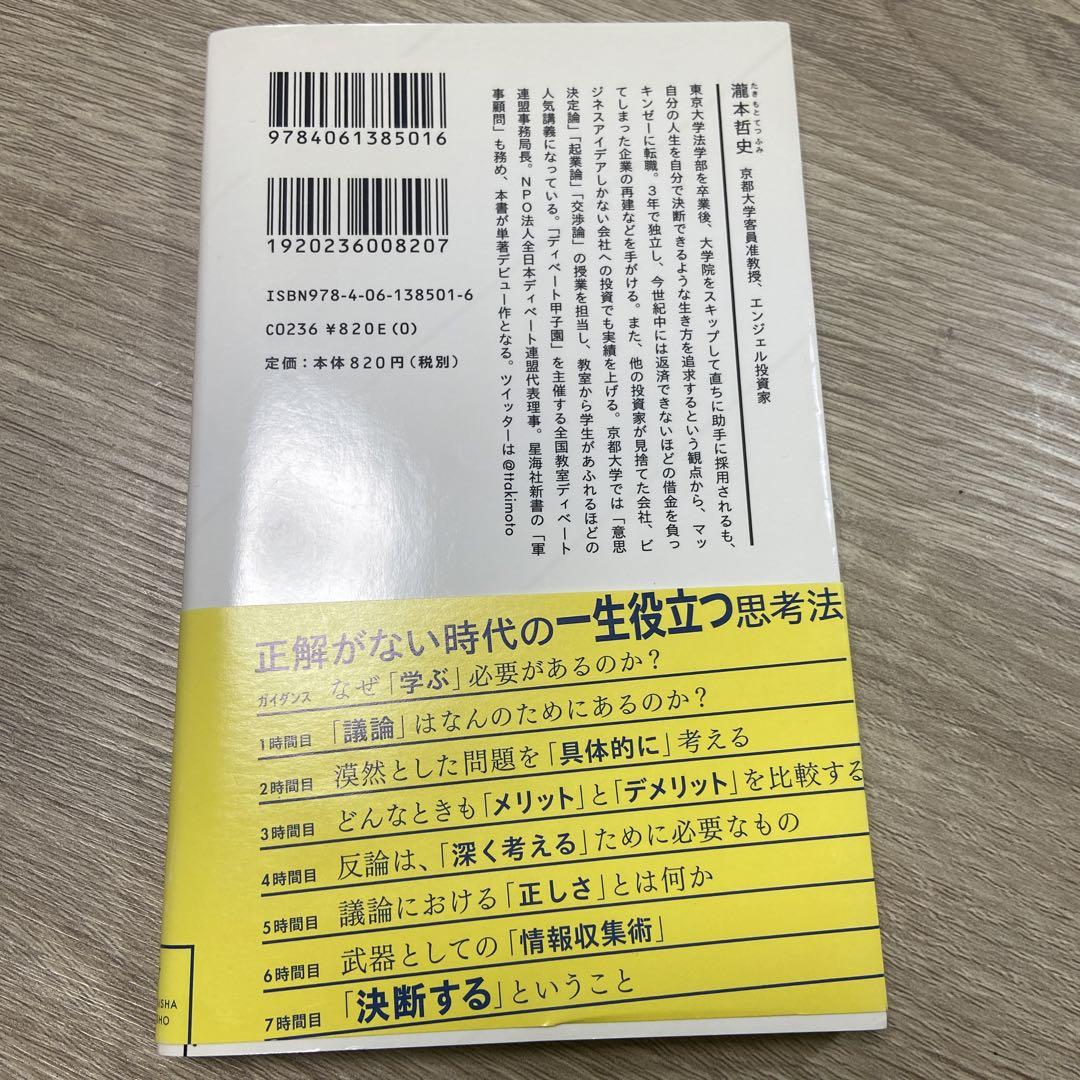 9784061385016
1920236008207
ISBN978-4-06-138501-6
C0236 ¥820E(0)
定価：本体820円（税別）
瀧本哲史 京都大学客員准教授、エンジェル投資家
たきもとてつふみ
東京大学法学部を卒業後、大学院をスキップして直ちに助手に採用されるも、
自分の人生を自分で決断できるような生き方を追求するという観点から、マッ
キンゼーに転職。3年で独立し、今世紀中には返済できないほどの借金を負っ
てしまった企業の再建などを手がける。また、他の投資家が見捨てた会社、ビ
ジネスアイデアしかない会社への投資でも実績を上げる。京都大学では「意思
決定論」「起業論」「交渉論」の授業を担当し、教室から学生があふれるほどの
人気講義になっている。「ディベート甲子園」を主催する全国教室ディベート
連盟事務局長。NPO法人全日本ディベート連盟代表理事。星海社新書の「軍
事顧問」も務め、本書が単著デビュー作となる。ツイッターは@ttakimoto
正解がない時代の一生役立つ思考法
ガイダンス なぜ「学ぶ」必要があるのか？
1時間目 「議論」はなんのためにあるのか？
2時間目 漠然とした問題を「具体的に」考える
3時間目 どんなときも「メリット」と「デメリット」を比較する
4時間目 反論は、「深く考える」ために必要なもの
5時間目 議論における「正しさ」とは何か
6時間目 武器としての「情報収集術」
7時間目 「決断する」ということ